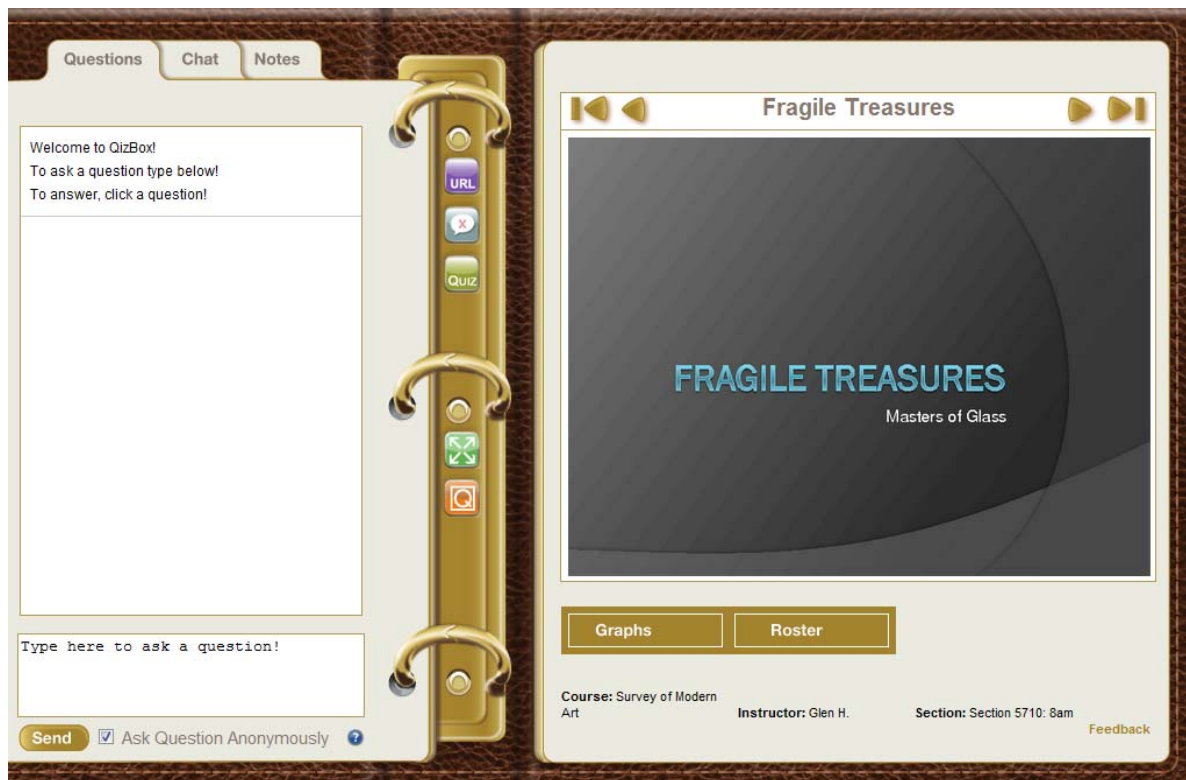 Questions
Chat
Notes
Welcome to QizBox!
To ask a question type below!
To answer, click a question!
Type here to ask a question!
Send
Ask Question Anonymously
?
URL
x
QUIZ
Q
Fragile Treasures
FRAGILE TREASURES
Masters of Glass
Graphs
Roster
Course: Survey of Modern
Art
Instructor: Glen H.
Section: Section 5710: 8am
Feedback